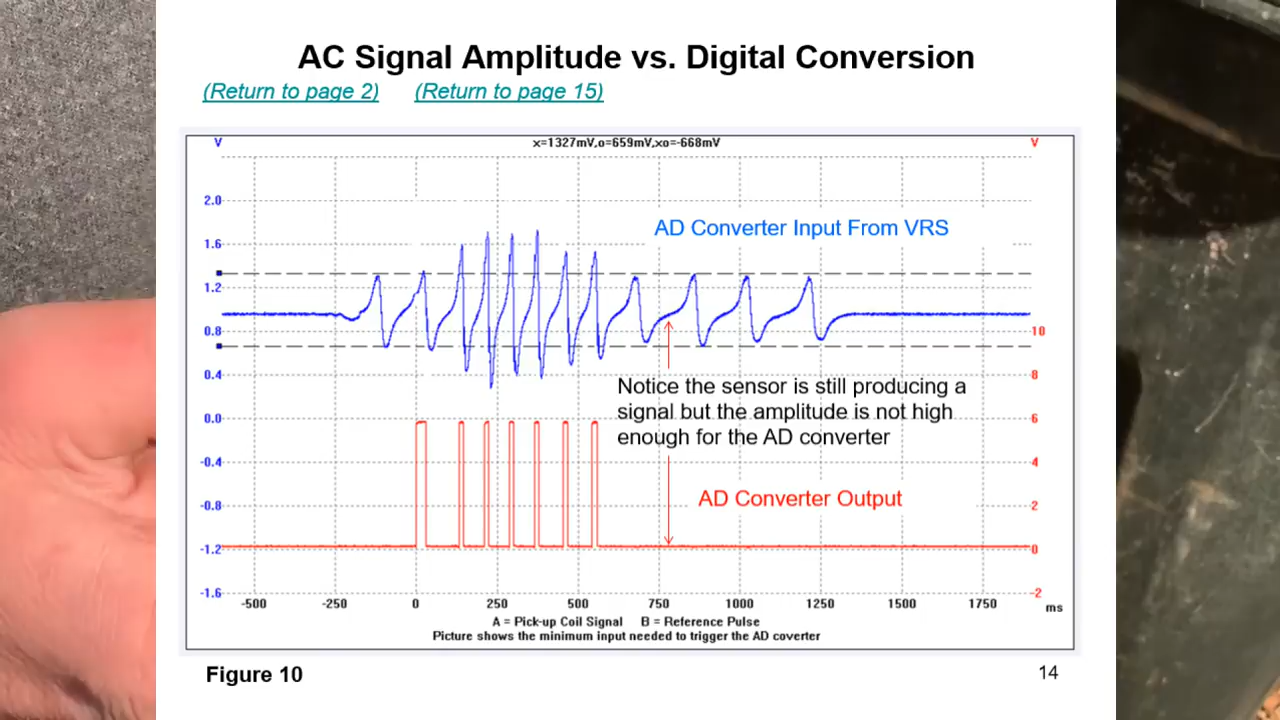 AC Signal Amplitude vs. Digital Conversion
(Return to page 2) (Return to page 15)
V x=1327mV,o=659mV,xo=-668mV V
2.0
AD Converter Input From VRS
1.6
1.2
0.8 10
0.4 8
Notice the sensor is still producing a
signal but the amplitude is not high
enough for the AD converter
0.0 6
-0.4 4
AD Converter Output
-0.8 2
-1.2 0
-1.6 -2
-500 -250 0 250 500 750 1000 1250 1500 1750 ms
A = Pick-up Coil Signal B = Reference Pulse
Picture shows the minimum input needed to trigger the AD coverter
Figure 10 14